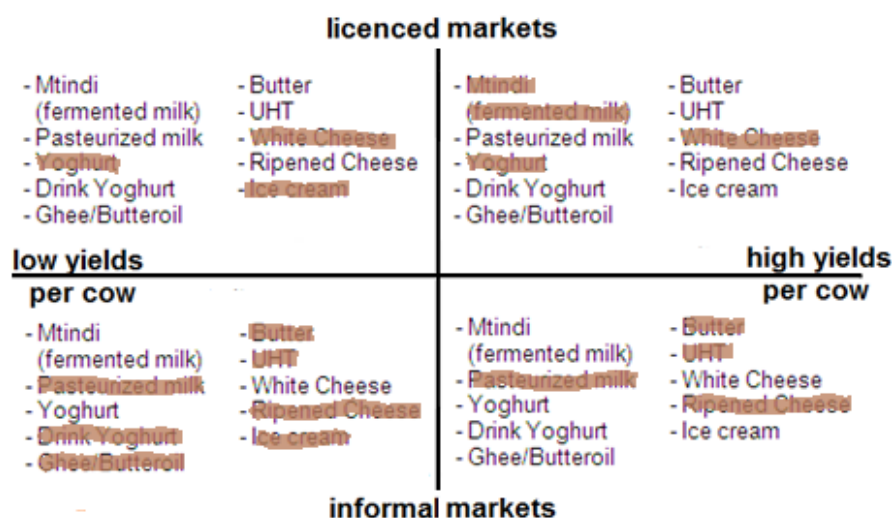 licenced markets
- Mtindi
(fermented milk)
- Pasteurized milk
- Yoghurt
- Drink Yoghurt
- Ghee/Butteroil
- Butter
- UHT
- White Cheese
- Ripened Cheese
- Ice cream
- Mtindi
(fermented milk)
- Pasteurized milk
- Yoghurt
- Drink Yoghurt
- Ghee/Butteroil
- Butter
- UHT
- White Cheese
- Ripened Cheese
- Ice cream
low yields
per cow
high yields
per cow
- Mtindi
(fermented milk)
- Pasteurized milk
- Yoghurt
- Drink Yoghurt
- Ghee/Butteroil
- Butter
- UHT
- White Cheese
- Ripened Cheese
- Ice cream
- Mtindi
(fermented milk)
- Pasteurized milk
- Yoghurt
- Drink Yoghurt
- Ghee/Butteroil
- Butter
- UHT
- White Cheese
- Ripened Cheese
- Ice cream
informal markets